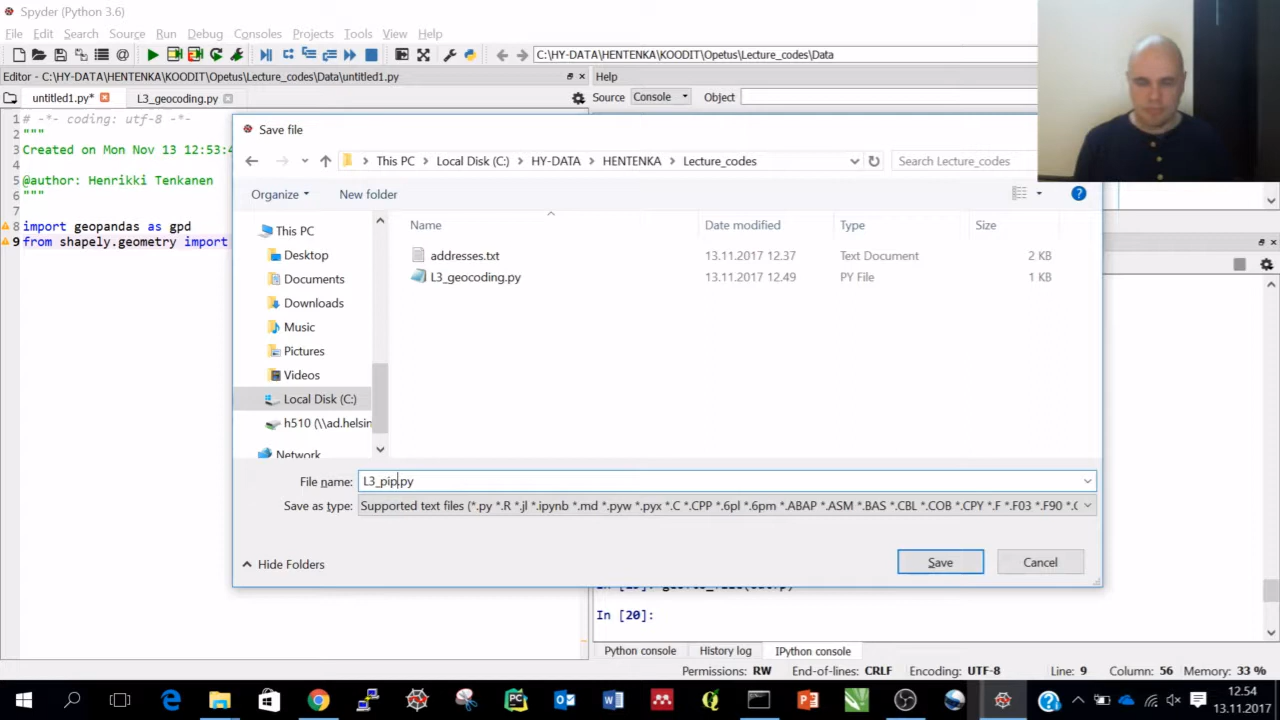 Spyder (Python 3.6)
File Edit Search Source Run Debug Consoles Projects Tools View Help
C:\HY-DATA\HENTENKA\KOODIT\Opetus\Lecture_codes\Data
Editor - C:\HY-DATA\HENTENKA\KOODIT\Opetus\Lecture_codes\Data\untitled1.py
Help
untitled1.py*
L3_geocoding.py
Source Console Object
1 # -*- coding: utf-8 -*-
2 """
3 Created on Mon Nov 13 12:53:4
4
5 @author: Henrikki Tenkanen
6 """
7
8 import geopandas as gpd
9 from shapely.geometry import
Save file
This PC > Local Disk (C:) > HY-DATA > HENTENKA > Lecture_codes
Search Lecture_codes
Organize
New folder
Name Date modified Type Size
addresses.txt 13.11.2017 12.37 Text Document 2 KB
L3_geocoding.py 13.11.2017 12.49 PY File 1 KB
This PC
Desktop
Documents
Downloads
Music
Pictures
Videos
Local Disk (C:)
h510 (\\ad.helsin
Network
File name: L3_pip.py
Save as type: Supported text files (*.py *.R *.jl *.ipynb *.md *.pyw *.pyx *.C *.CPP *.6pl *.6pm *.ABAP *.ASM *.BAS *.CBL *.COB *.CPY *.F *.F03 *.F90 *.C
Hide Folders
Save
Cancel
In [20]:
Python console History log IPython console
Permissions: RW End-of-lines: CRLF Encoding: UTF-8 Line: 9 Column: 56 Memory: 33 %
12.54
13.11.2017